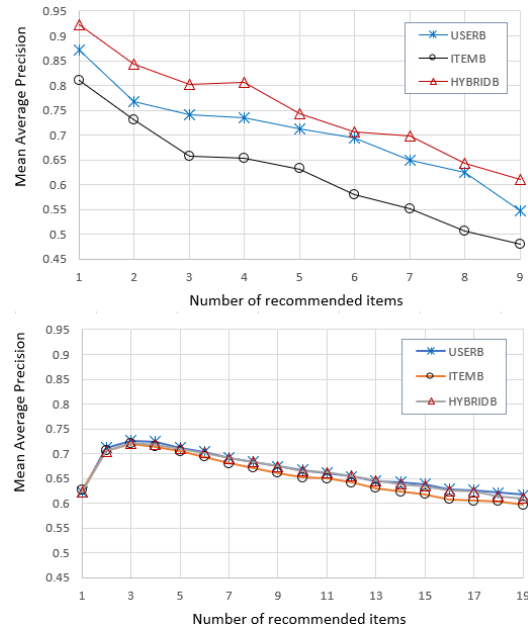 0.95
0.9
0.85
0.8
0.75
0.7
0.65
0.6
0.55
0.5
0.45
Mean Average Precision
USERB
ITEMB
HYBRIDB
1 2 3 4 5 6 7 8 9
Number of recommended items
0.95
0.9
0.85
0.8
0.75
0.7
0.65
0.6
0.55
0.5
0.45
Mean Average Precision
USERB
ITEMB
HYBRIDB
1 3 5 7 9 11 13 15 17 19
Number of recommended items